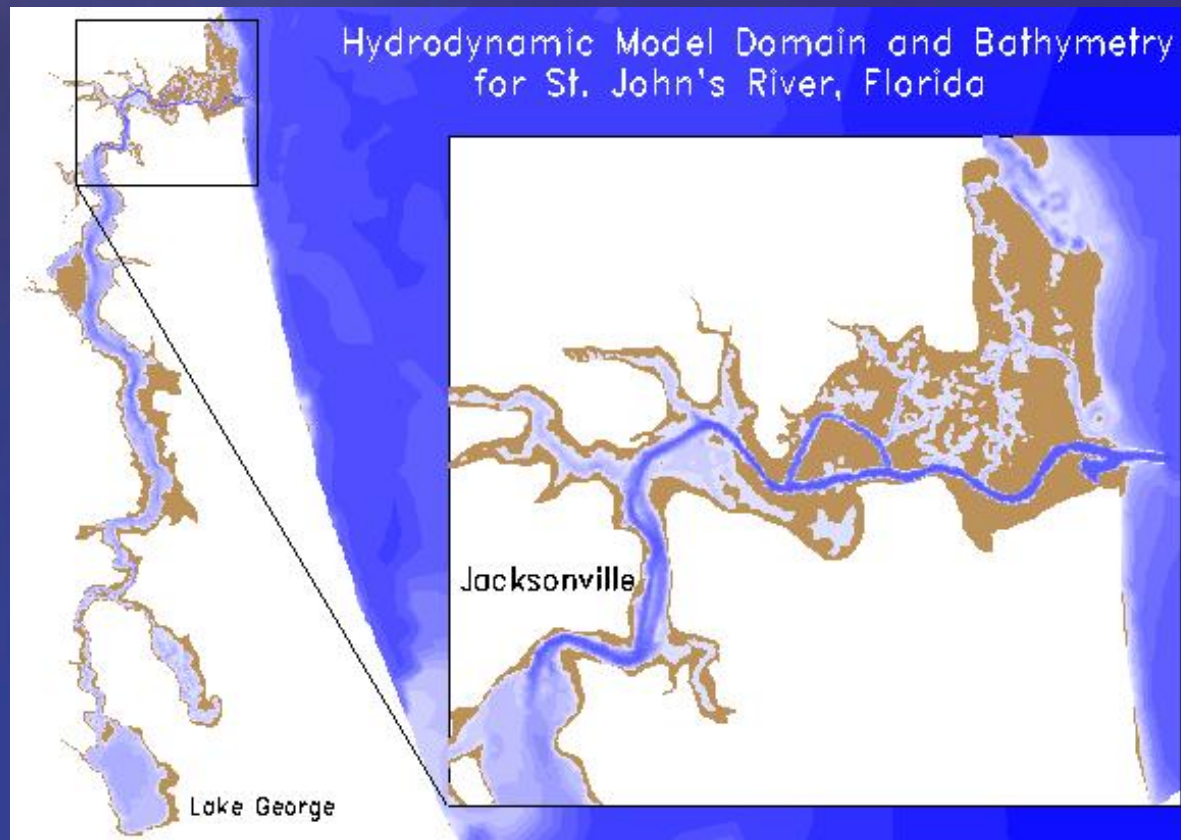 Hydrodynamic Model Domain and Bathymetry
for St. John's River, Florida
Jacksonville
Lake George